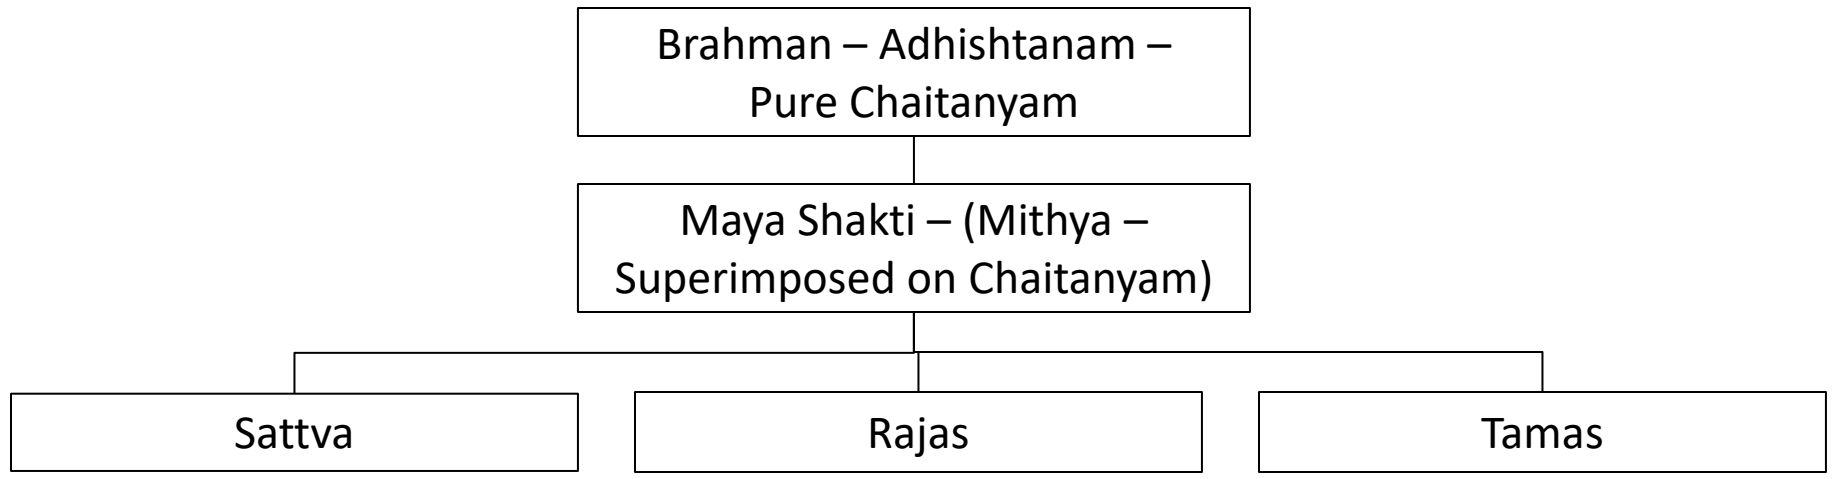 Brahman – Adhishtanam –
Pure Chaitanyam
Maya Shakti – (Mithya –
Superimposed on Chaitanyam)
Sattva
Rajas
Tamas